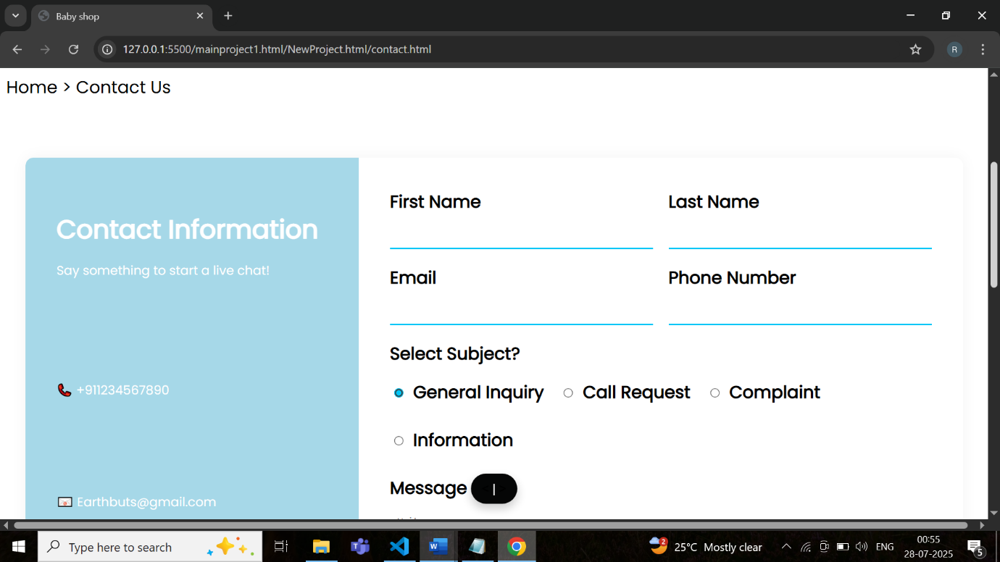 Baby shop
127.0.0.1:5500/mainproject1.html/NewProject.html/contact.html
R
Home > Contact Us
Contact Information
Say something to start a live chat!
+911234567890
Earthbuts@gmail.com
First Name Last Name
Email Phone Number
Select Subject?
General Inquiry Call Request Complaint
Information
Message |
Type here to search
2
25°C Mostly clear
ENG
00:55
28-07-2025
5